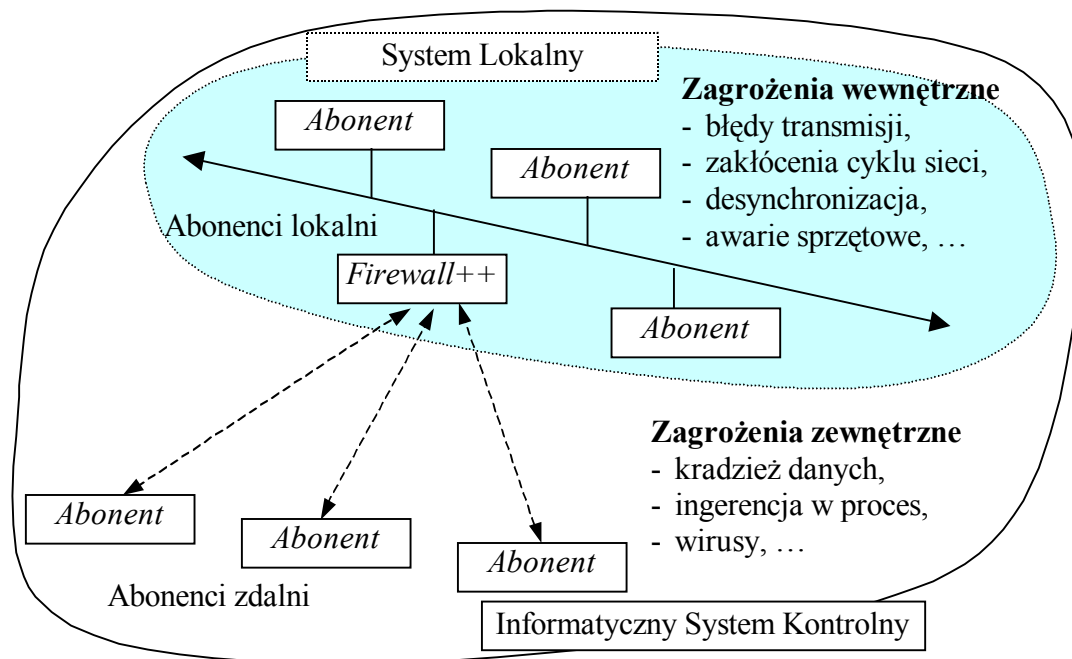 System Lokalny
Zagrożenia wewnętrzne
- błędy transmisji,
- zakłócenia cyklu sieci,
- desynchronizacja,
- awarie sprzętowe, …
Abonent
Abonent
Abonenci lokalni
Firewall++
Abonent
Zagrożenia zewnętrzne
- kradzież danych,
- ingerencja w proces,
- wirusy, …
Abonent
Abonent
Abonent
Abonenci zdalni
Informatyczny System Kontrolny